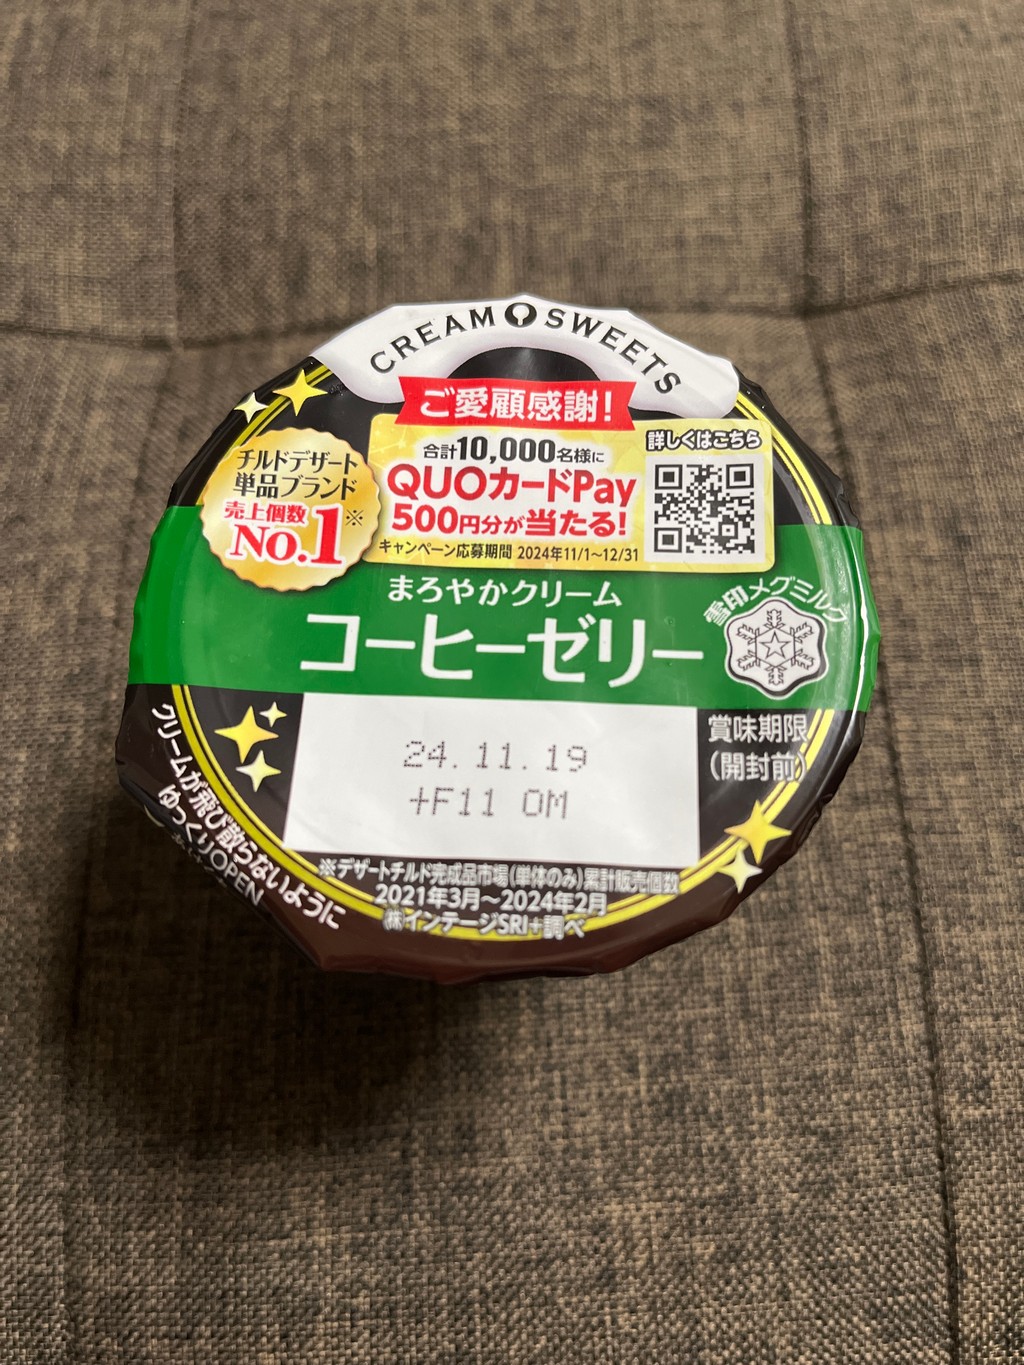 CREAM SWEETS
ご愛顧感謝!
合計10,000名様に
QUOカードPay
500円分が当たる!
キャンペーン応募期間 2024年11/1〜12/31
詳しくはこちら
チルドデザート
単品ブランド
売上個数
No.1※
まろやかクリーム
コーヒーゼリー
雪印メグミルク
賞味期限
(開封前)
24.11.19
+F11 OM
※デザートチルド完成品市場(単体のみ)累計販売個数
2021年3月〜2024年2月
㈱インテージSRI+調べ
クリームが飛び散らないように
ゆっくりOPEN